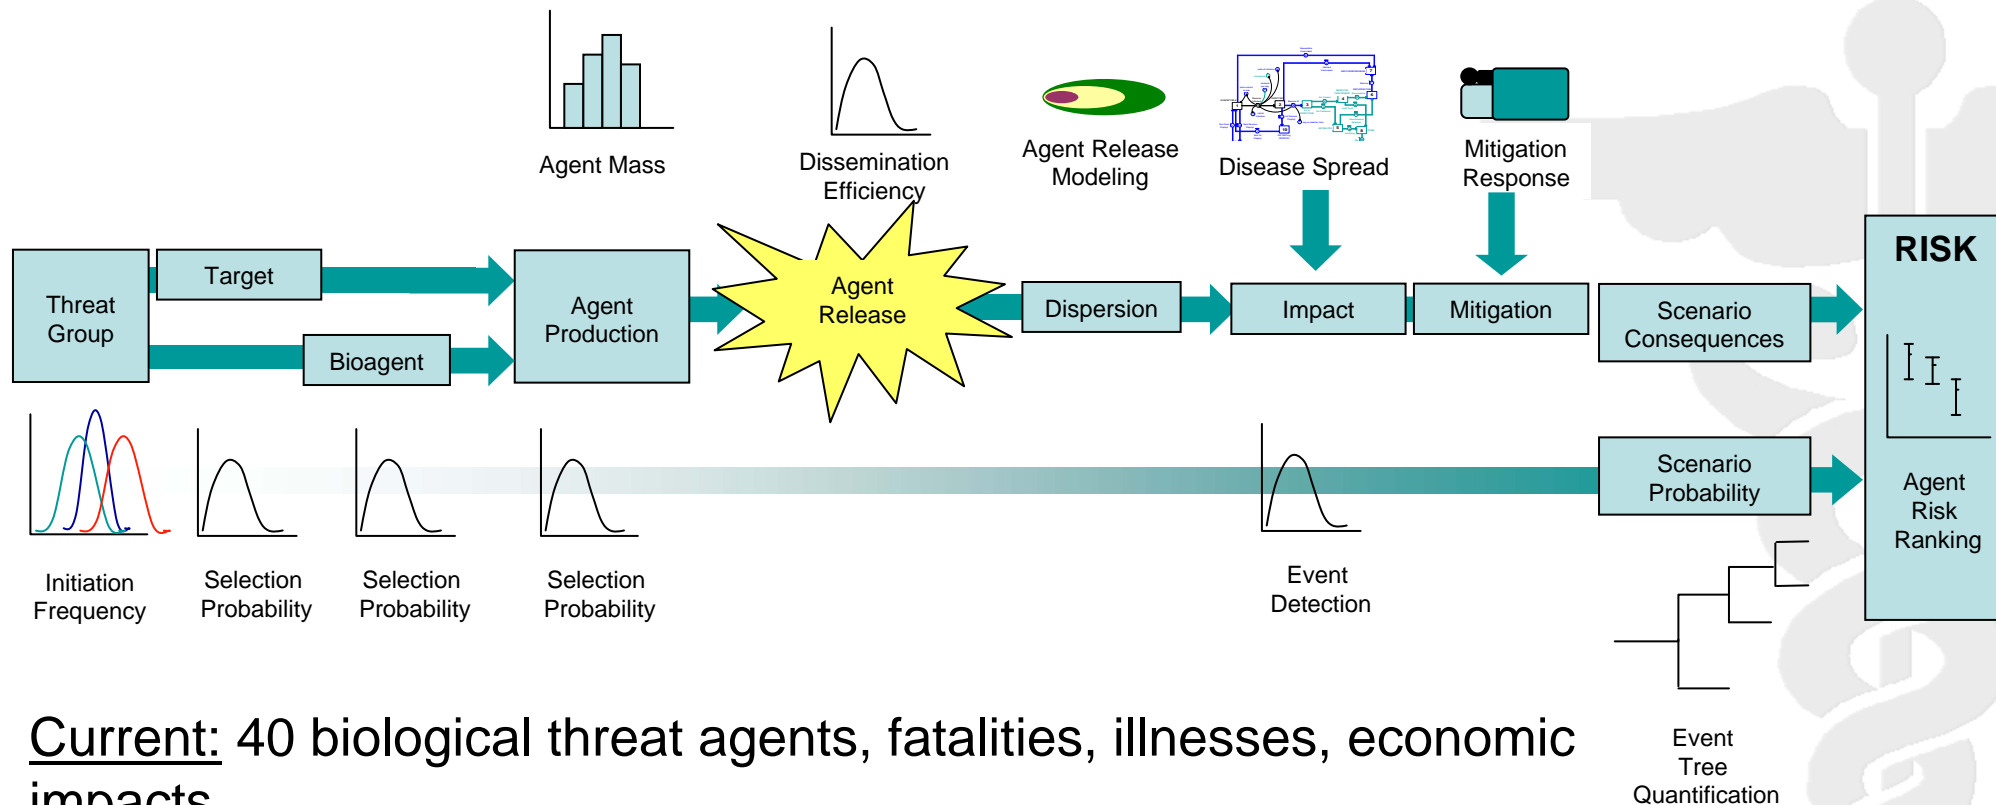 Agent Mass
Dissemination
Efficiency
Agent Release
Modeling
Disease Spread
Mitigation
Response
Threat
Group
Target
Bioagent
Agent
Production
Agent
Release
Dispersion
Impact
Mitigation
Scenario
Consequences
RISK
Scenario
Probability
Agent
Risk
Ranking
Initiation
Frequency
Selection
Probability
Selection
Probability
Selection
Probability
Event
Detection
Event
Tree
Quantification
Current: 40 biological threat agents, fatalities, illnesses, economic
impacts